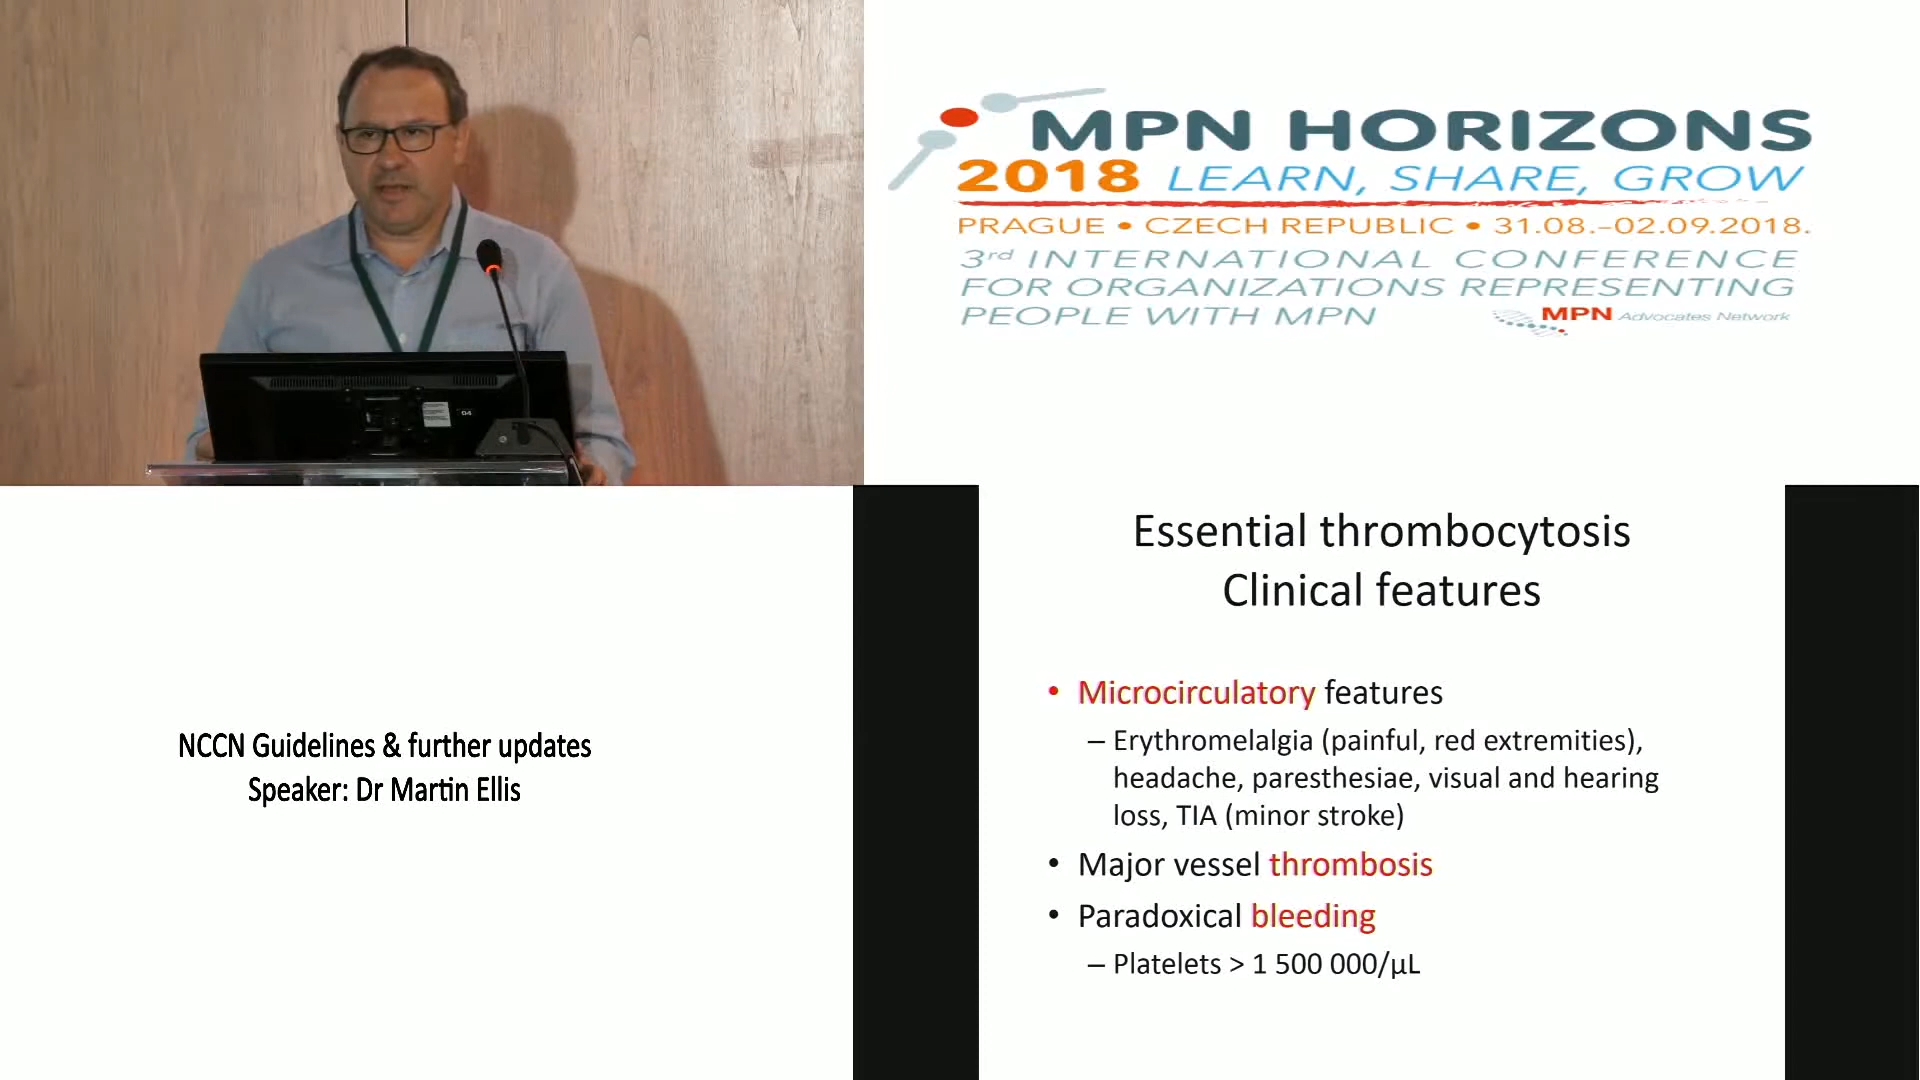 MPN HORIZONS
2018 LEARN, SHARE, GROW
PRAGUE • CZECH REPUBLIC • 31.08.–02.09.2018.
3rd INTERNATIONAL CONFERENCE
FOR ORGANIZATIONS REPRESENTING
PEOPLE WITH MPN
MPN Advocates Network
04
NCCN Guidelines & further updates
Speaker: Dr Martin Ellis
Essential thrombocytosis
Clinical features
• Microcirculatory features
– Erythromelalgia (painful, red extremities),
headache, paresthesiae, visual and hearing
loss, TIA (minor stroke)
• Major vessel thrombosis
• Paradoxical bleeding
– Platelets > 1 500 000/µL